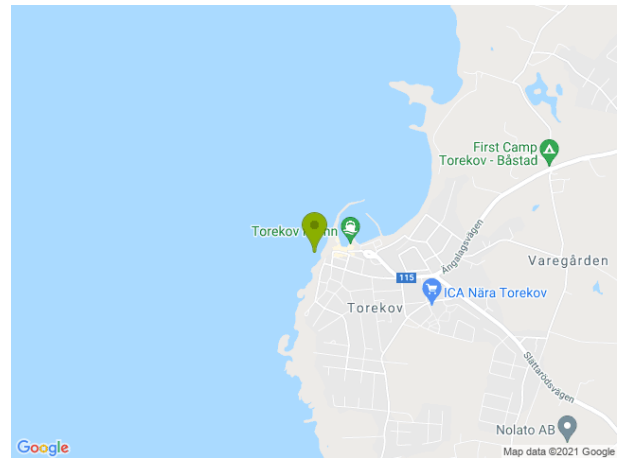 First Camp
Torekov - Båstad
Torekov
Ängalagsvägen
Varegården
115
ICA Nära Torekov
Torekov
Slättarödsvägen
Nolato AB
Google
Map data ©2021 Google